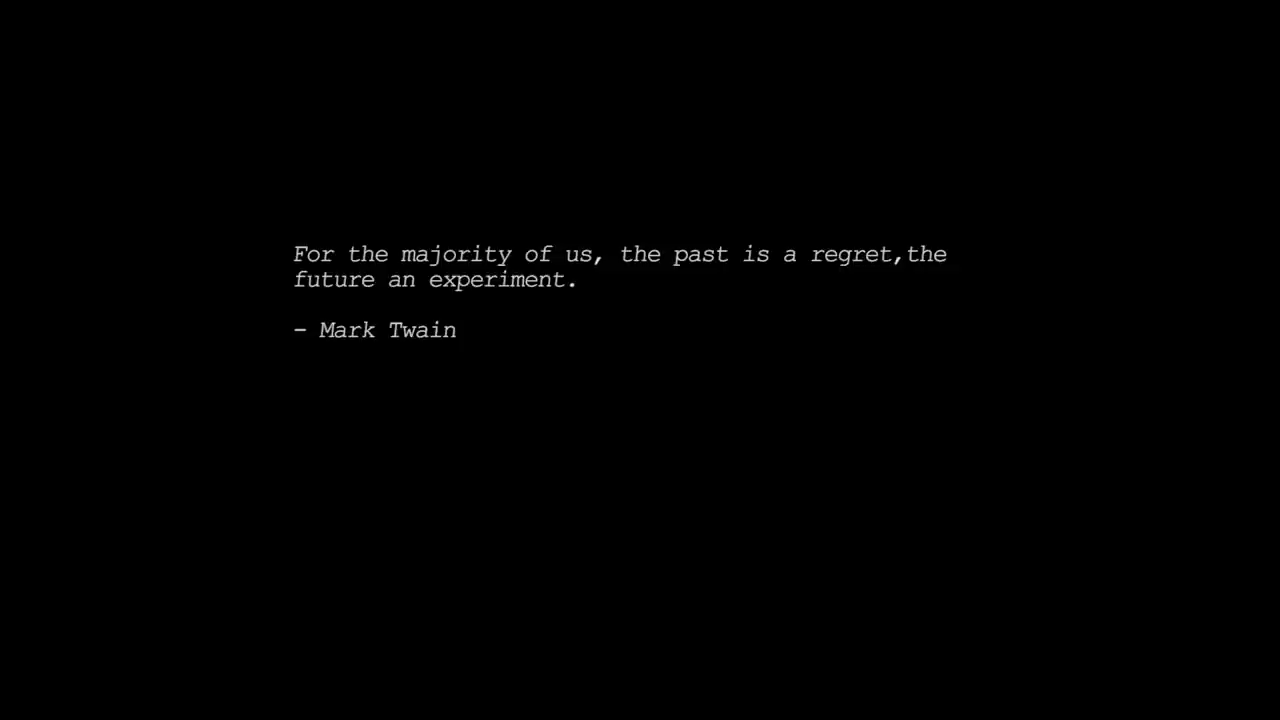 For the majority of us, the past is a regret,the
future an experiment.
- Mark Twain